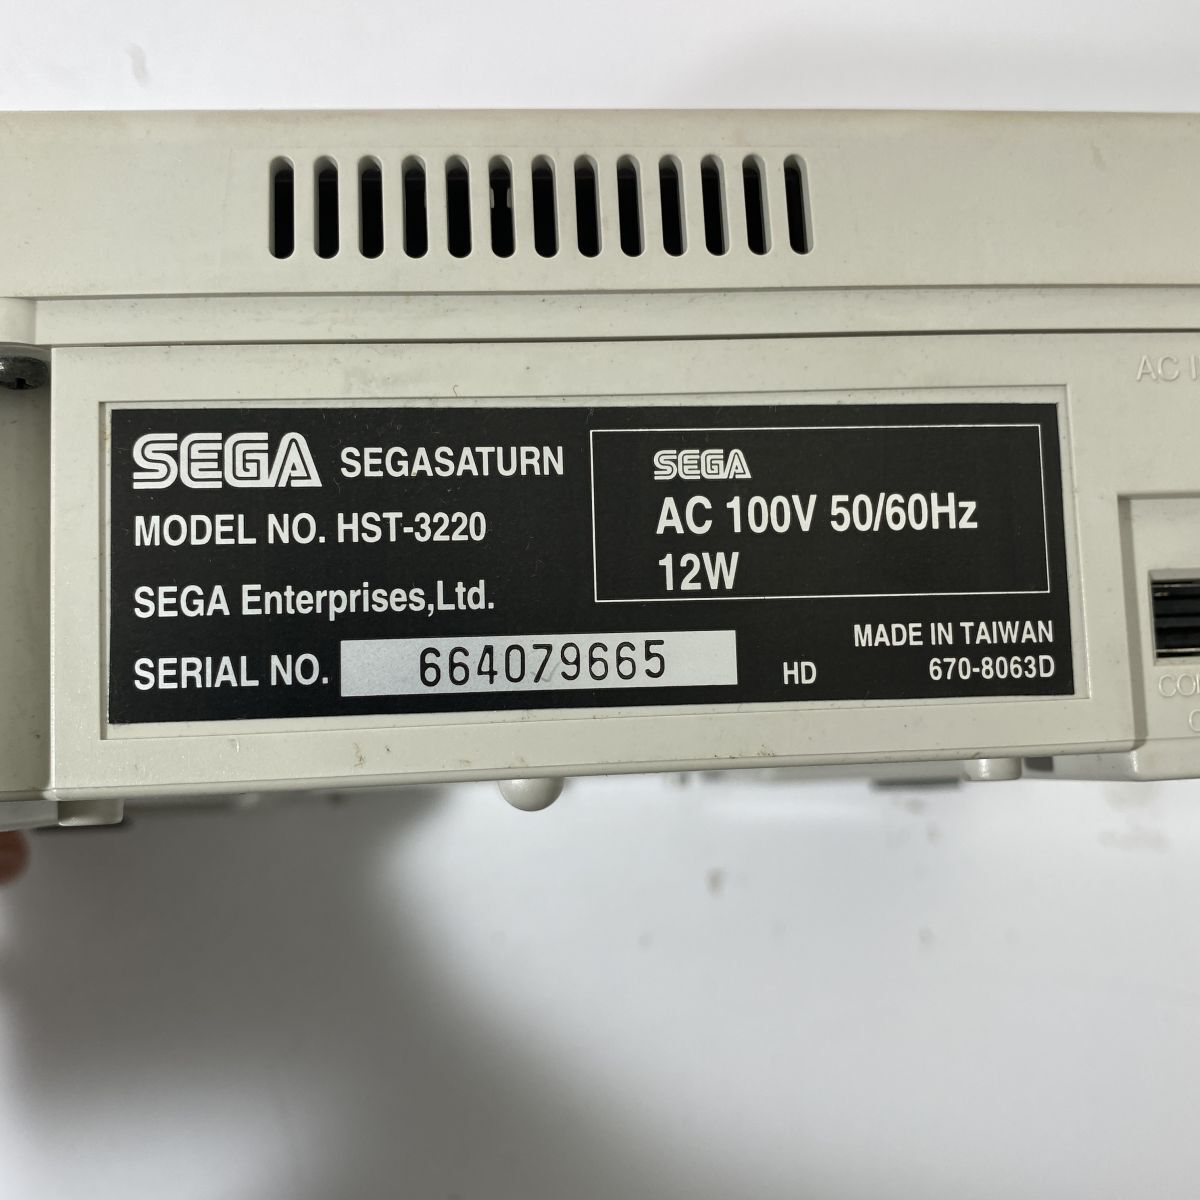 SEGA SEGASATURN
MODEL NO. HST-3220
SEGA Enterprises,Ltd.
SERIAL NO. 664079665
SEGA
AC 100V 50/60Hz
12W
HD
MADE IN TAIWAN
670-8063D
AC